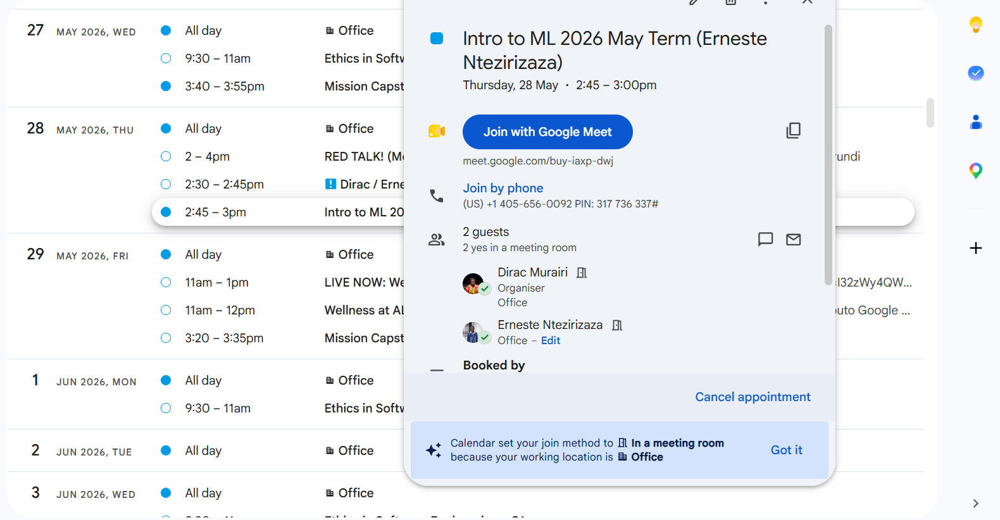 27 MAY 2026, WED All day Office
9:30 – 11am Ethics in Softw
3:40 – 3:55pm Mission Capst
28 MAY 2026, THU All day Office
2 – 4pm RED TALK! (Mo
2:30 – 2:45pm Dirac / Erne
2:45 – 3pm Intro to ML 20
29 MAY 2026, FRI All day Office
11am – 1pm LIVE NOW: We
11am – 12pm Wellness at AL
3:20 – 3:35pm Mission Capst
1 JUN 2026, MON All day Office
9:30 – 11am Ethics in Softw
2 JUN 2026, TUE All day Office
3 JUN 2026, WED All day Office
Intro to ML 2026 May Term (Erneste
Ntezirizaza)
Thursday, 28 May · 2:45 – 3:00pm
Join with Google Meet
meet.google.com/buy-iaxp-dwj
Join by phone
(US) +1 405-656-0092 PIN: 317 736 337#
2 guests
2 yes in a meeting room
Dirac Murairi
Organiser
Office
Erneste Ntezirizaza
Office – Edit
Booked by
Cancel appointment
Calendar set your join method to In a meeting room
because your working location is Office
Got it
urundi
=I32zWy4QW...
outo Google ...